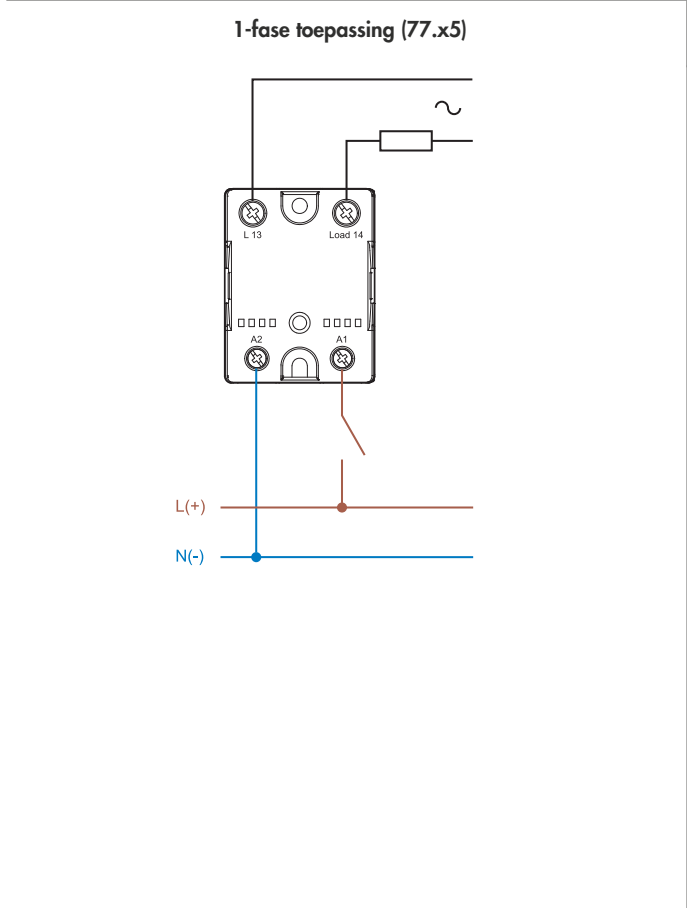 1-fase toepassing (77.x5)
L 13
Load 14
A2
A1
L(+)
N(-)